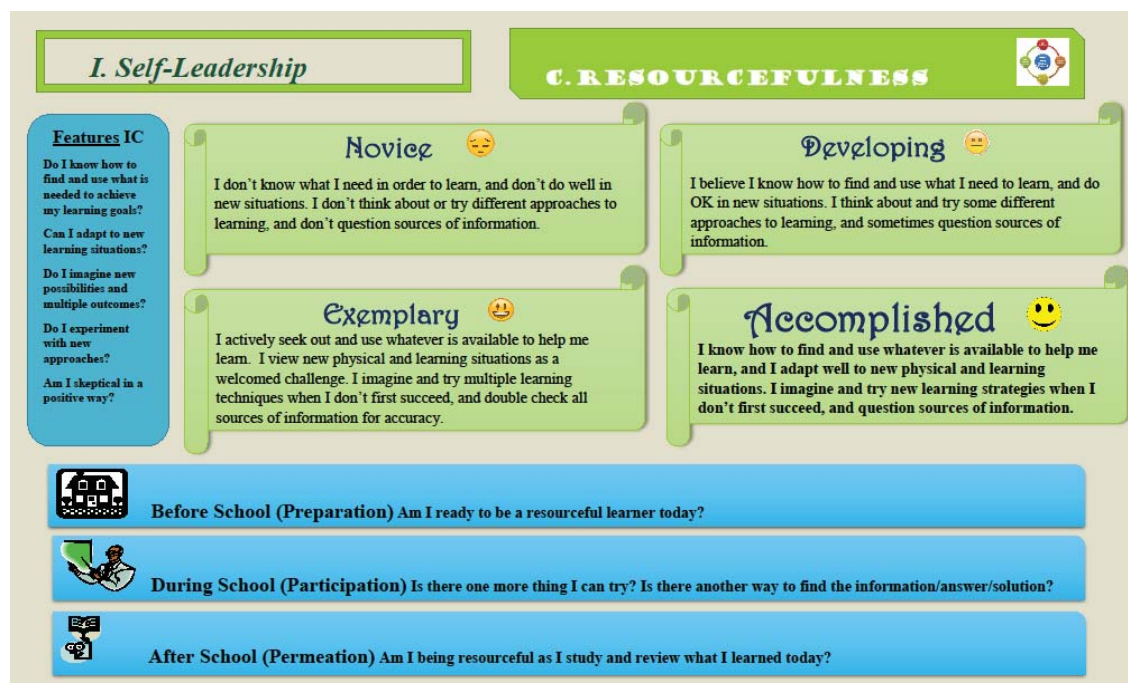 I. Self-Leadership
C. RESOURCEFULNESS
Features IC
Do I know how to
find and use what is
needed to achieve
my learning goals?
Can I adapt to new
learning situations?
Do I imagine new
possibilities and
multiple outcomes?
Do I experiment
with new
approaches?
Am I skeptical in a
positive way?
Novice
I don't know what I need in order to learn, and don't do well in
new situations. I don't think about or try different approaches to
learning, and don't question sources of information.
Developing
I believe I know how to find and use what I need to learn, and do
OK in new situations. I think about and try some different
approaches to learning, and sometimes question sources of
information.
Exemplary
I actively seek out and use whatever is available to help me
learn. I view new physical and learning situations as a
welcomed challenge. I imagine and try multiple learning
techniques when I don't first succeed, and double check all
sources of information for accuracy.
Accomplished
I know how to find and use whatever is available to help me
learn, and I adapt well to new physical and learning
situations. I imagine and try new learning strategies when I
don't first succeed, and question sources of information.
Before School (Preparation) Am I ready to be a resourceful learner today?
During School (Participation) Is there one more thing I can try? Is there another way to find the information/answer/solution?
After School (Permeation) Am I being resourceful as I study and review what I learned today?